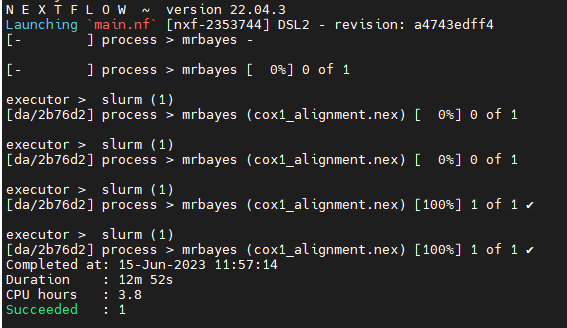 N E X T F L O W  ~  version 22.04.3
Launching `main.nf` [nxf-2353744] DSL2 - revision: a4743edff4
[-        ] process > mrbayes -
[-        ] process > mrbayes [  0%] 0 of 1
executor >  slurm (1)
[da/2b76d2] process > mrbayes (cox1_alignment.nex) [  0%] 0 of 1
executor >  slurm (1)
[da/2b76d2] process > mrbayes (cox1_alignment.nex) [  0%] 0 of 1
executor >  slurm (1)
[da/2b76d2] process > mrbayes (cox1_alignment.nex) [100%] 1 of 1 ✔
executor >  slurm (1)
[da/2b76d2] process > mrbayes (cox1_alignment.nex) [100%] 1 of 1 ✔
Completed at: 15-Jun-2023 11:57:14
Duration    : 12m 52s
CPU hours   : 3.8
Succeeded   : 1